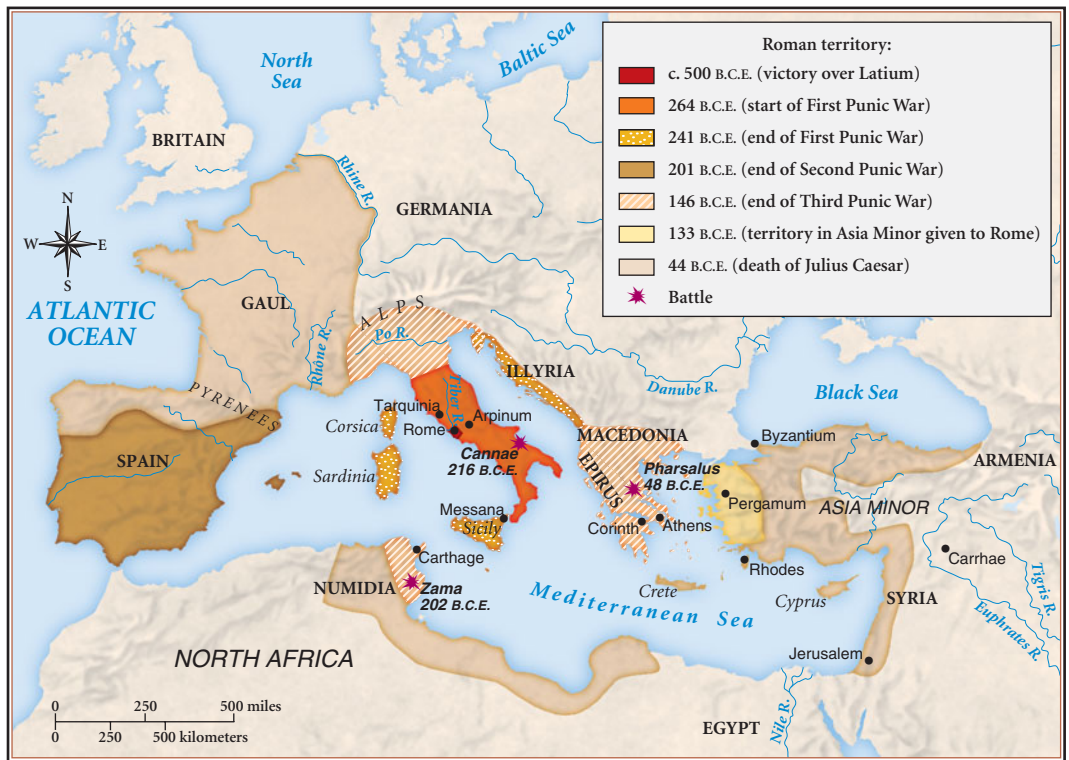 North
Sea
Baltic Sea
BRITAIN
Rhine R.
GERMANIA
N
W
E
S
ATLANTIC
OCEAN
GAUL
Rhône R.
ALPS
Po R.
PYRENEES
SPAIN
ILLYRIA
Danube R.
Black Sea
Tarquinia
Tiber R.
Arpinum
Rome
Corsica
Cannae
216 B.C.E.
Sardinia
Messana
Sicily
MACEDONIA
EPIRUS
Pharsalus
48 B.C.E.
Corinth
Athens
Byzantium
Pergamum
ASIA MINOR
ARMENIA
Carrhae
Tigris R.
Euphrates R.
Rhodes
Crete
Cyprus
SYRIA
Jerusalem
Carthage
NUMIDIA
Zama
202 B.C.E.
Mediterranean Sea
NORTH AFRICA
EGYPT
Nile R.
0 250 500 miles
0 250 500 kilometers
Roman territory:
c. 500 B.C.E. (victory over Latium)
264 B.C.E. (start of First Punic War)
241 B.C.E. (end of First Punic War)
201 B.C.E. (end of Second Punic War)
146 B.C.E. (end of Third Punic War)
133 B.C.E. (territory in Asia Minor given to Rome)
44 B.C.E. (death of Julius Caesar)
Battle